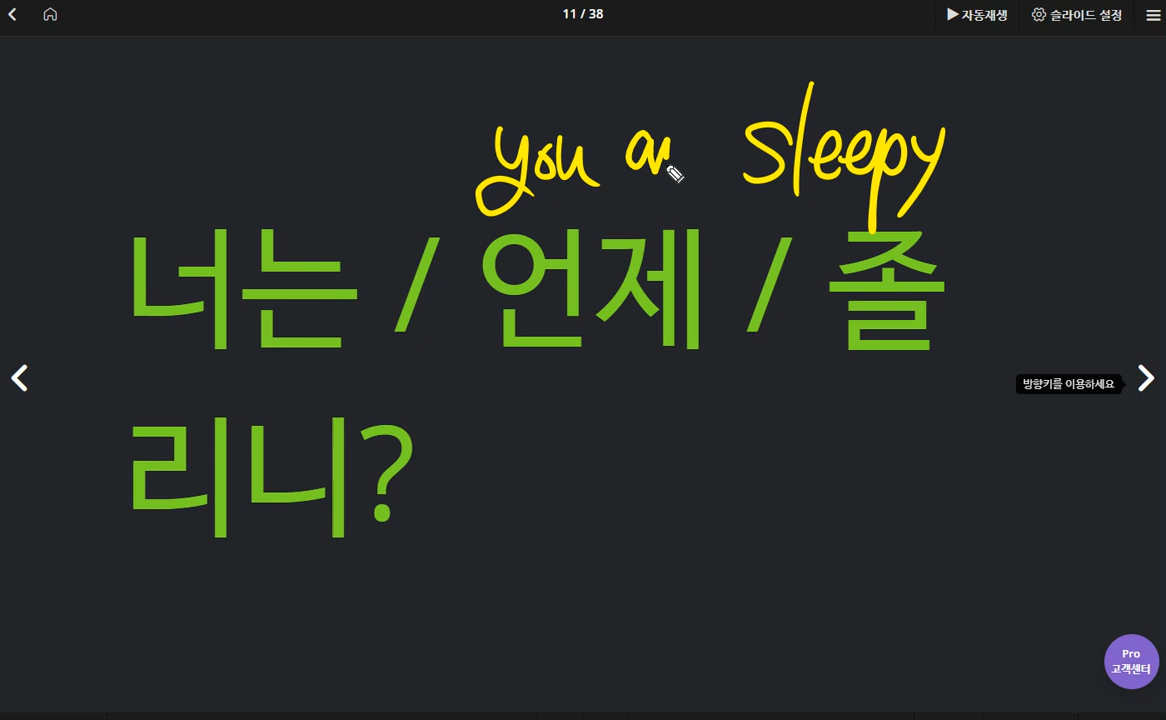 11 / 38
자동재생
슬라이드 설정
you ar sleepy
너는 / 언제 / 졸
리니?
방향키를 이용하세요
Pro
고객센터